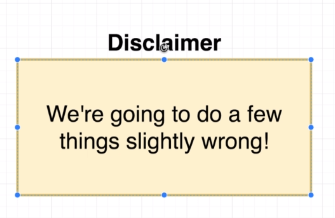 Disclaimer
We're going to do a few
things slightly wrong!